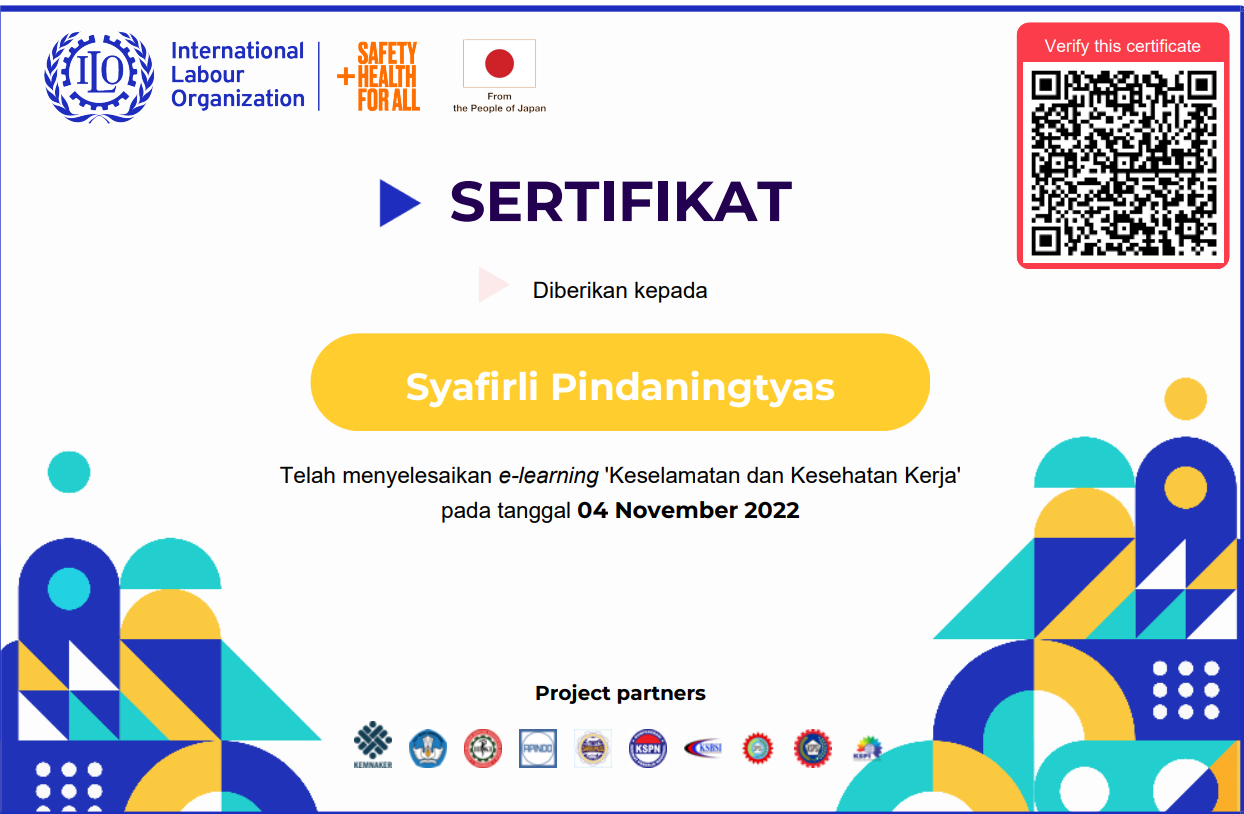 ILO
International
Labour
Organization
SAFETY
+HEALTH
FOR ALL
From
the People of Japan
Verify this certificate
SERTIFIKAT
Diberikan kepada
Syafirli Pindaningtyas
Telah menyelesaikan e-learning 'Keselamatan dan Kesehatan Kerja'
pada tanggal 04 November 2022
Project partners
KEMNAKER
APINDO
KSPN
KSBSI
KSPI